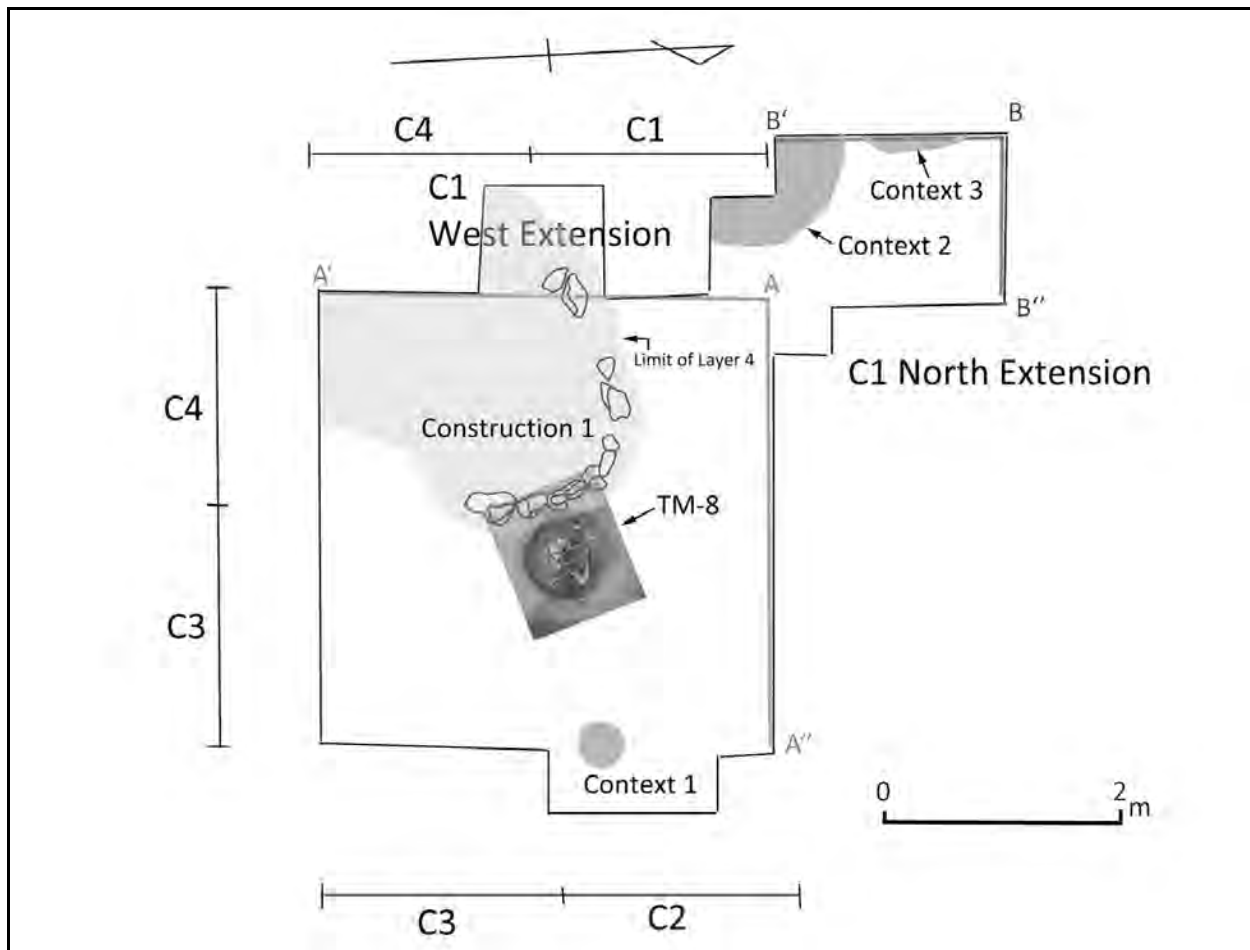 C4
C1
B'
B
C1
West Extension
Context 3
Context 2
A'
A
B''
Limit of Layer 4
C1 North Extension
C4
Construction 1
TM-8
C3
A''
Context 1
0
2
m
C3
C2